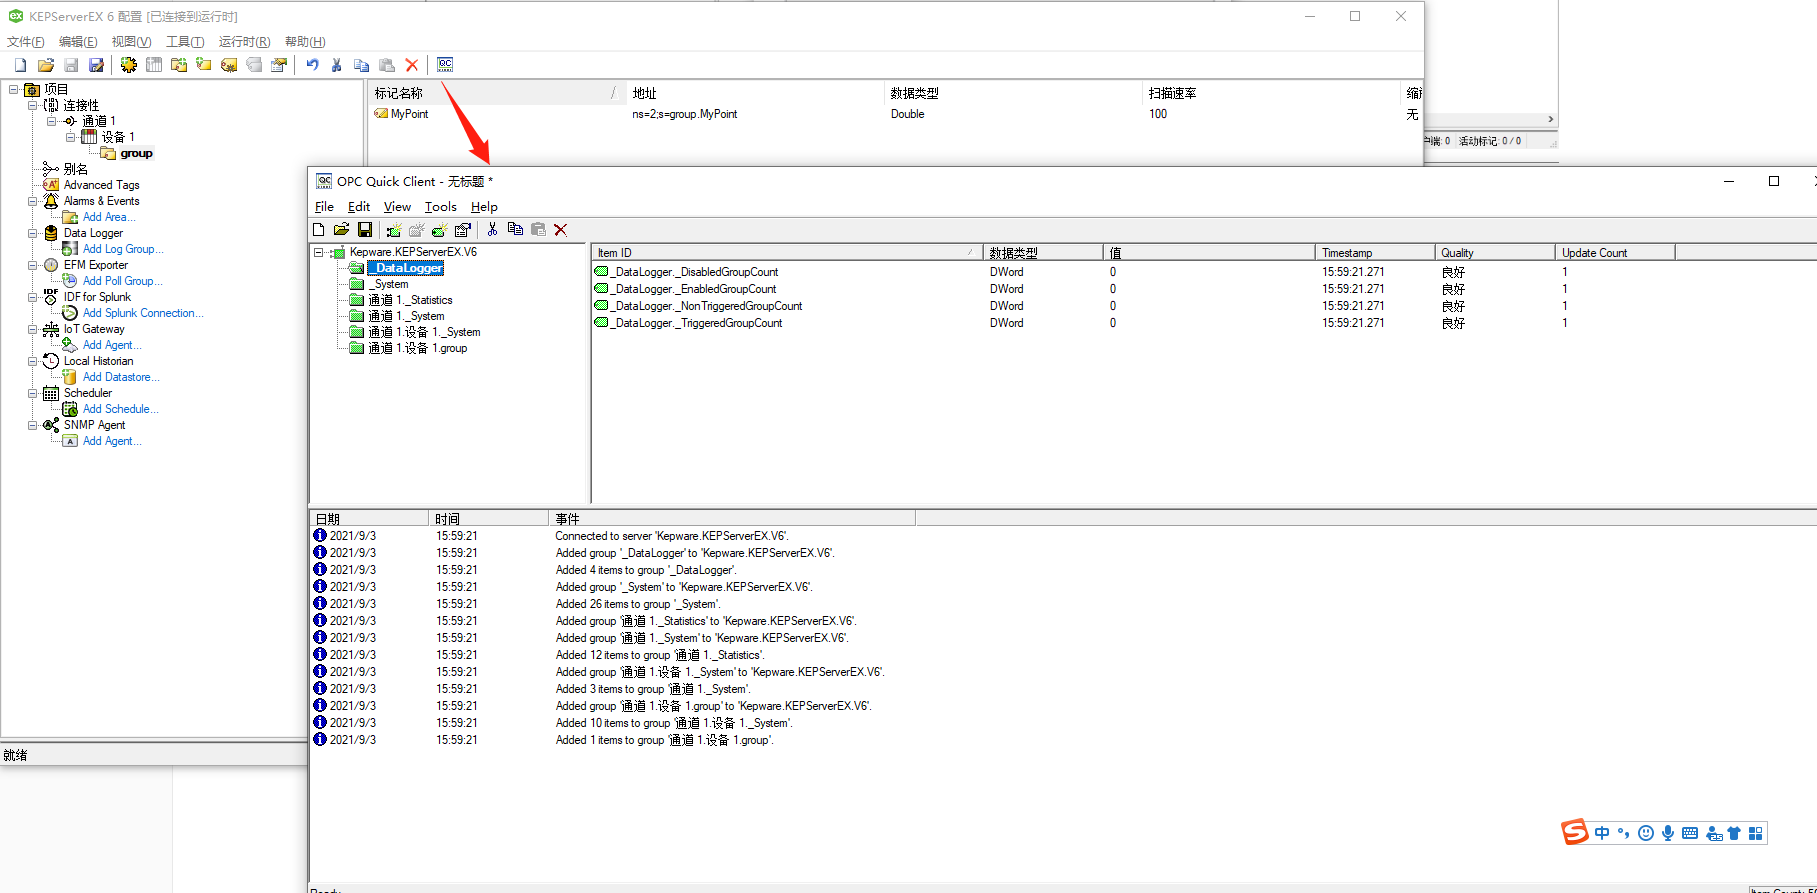 KEPServerEX 6 配置 [已连接到运行时]
文件(F) 编辑(E) 视图(V) 工具(T) 运行时(R) 帮助(H)
QC
项目
连接性
通道 1
设备 1
group
别名
Advanced Tags
Alarms & Events
Add Area...
Data Logger
Add Log Group...
EFM Exporter
Add Poll Group...
IDF for Splunk
Add Splunk Connection...
IoT Gateway
Add Agent...
Local Historian
Add Datastore...
Scheduler
Add Schedule...
SNMP Agent
Add Agent...
就绪
标记名称 地址 数据类型 扫描速率
MyPoint ns=2;s=group.MyPoint Double 100 无
户端: 0 活动标记: 0 / 0
OPC Quick Client - 无标题 *
File Edit View Tools Help
Kepware.KEPServerEX.V6
_DataLogger
_System
通道 1._Statistics
通道 1._System
通道 1.设备 1._System
通道 1.设备 1.group
Item ID 数据类型 值 Timestamp Quality Update Count
_DataLogger._DisabledGroupCount DWord 0 15:59:21.271 良好 1
_DataLogger._EnabledGroupCount DWord 0 15:59:21.271 良好 1
_DataLogger._NonTriggeredGroupCount DWord 0 15:59:21.271 良好 1
_DataLogger._TriggeredGroupCount DWord 0 15:59:21.271 良好 1
日期 时间 事件
2021/9/3 15:59:21 Connected to server 'Kepware.KEPServerEX.V6'.
2021/9/3 15:59:21 Added group '_DataLogger' to 'Kepware.KEPServerEX.V6'.
2021/9/3 15:59:21 Added 4 items to group '_DataLogger'.
2021/9/3 15:59:21 Added group '_System' to 'Kepware.KEPServerEX.V6'.
2021/9/3 15:59:21 Added 26 items to group '_System'.
2021/9/3 15:59:21 Added group '通道 1._Statistics' to 'Kepware.KEPServerEX.V6'.
2021/9/3 15:59:21 Added group '通道 1._System' to 'Kepware.KEPServerEX.V6'.
2021/9/3 15:59:21 Added 12 items to group '通道 1._Statistics'.
2021/9/3 15:59:21 Added group '通道 1.设备 1._System' to 'Kepware.KEPServerEX.V6'.
2021/9/3 15:59:21 Added 3 items to group '通道 1._System'.
2021/9/3 15:59:21 Added group '通道 1.设备 1.group' to 'Kepware.KEPServerEX.V6'.
2021/9/3 15:59:21 Added 10 items to group '通道 1.设备 1._System'.
2021/9/3 15:59:21 Added 1 items to group '通道 1.设备 1.group'.
中